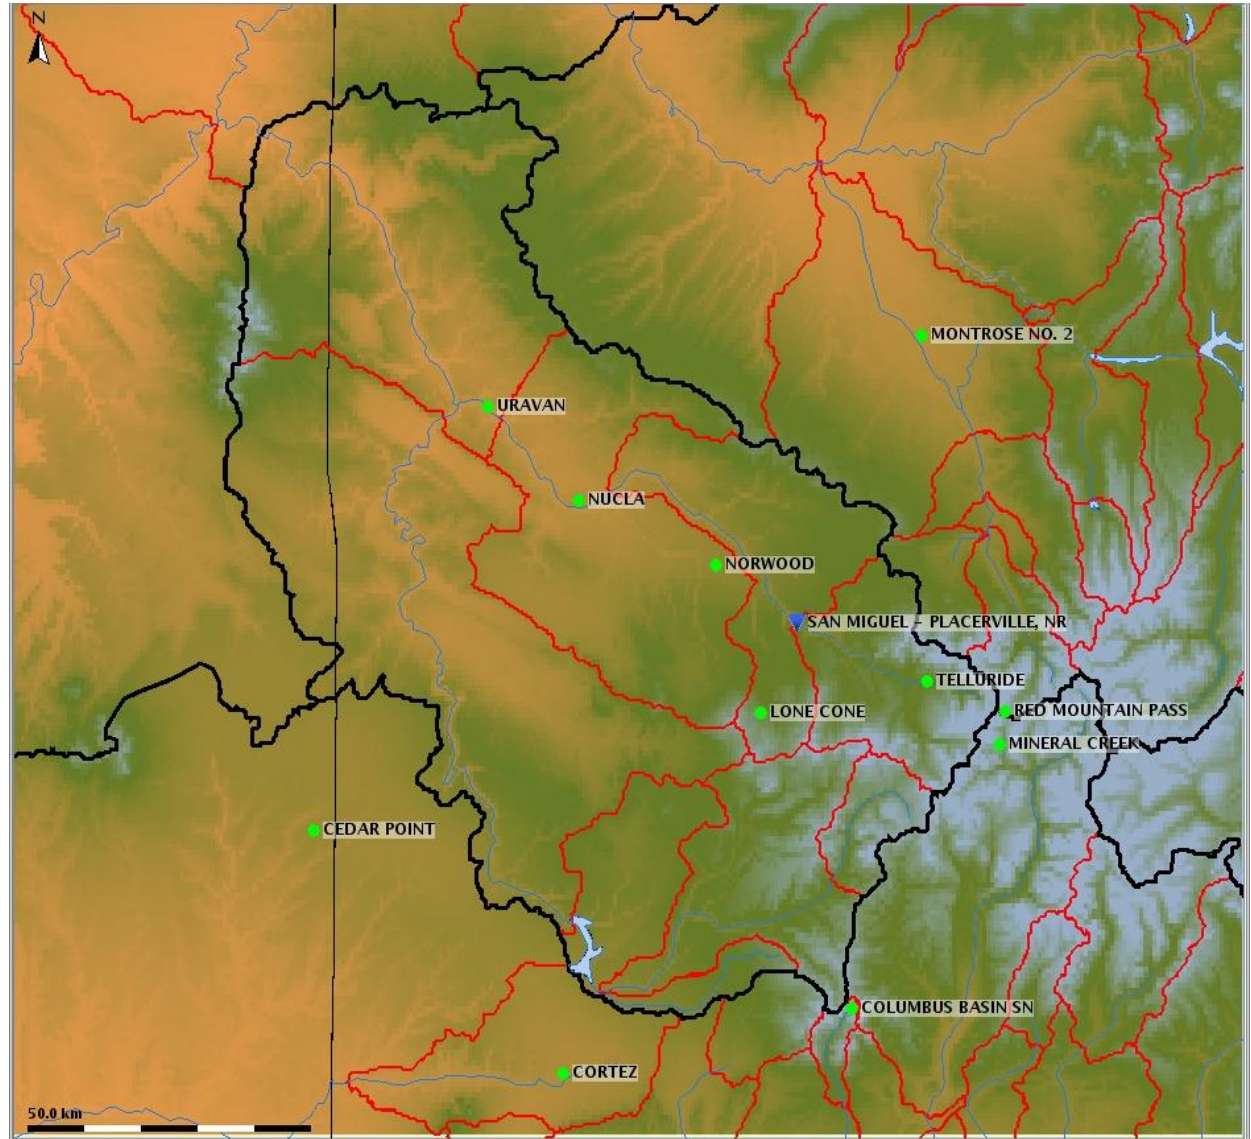 N
MONTROSE NO. 2
URAVAN
NUCLA
NORWOOD
SAN MIGUEL - PLACERVILLE, NR
TELLURIDE
LONE CONE
RED MOUNTAIN PASS
MINERAL CREEK
CEDAR POINT
COLUMBUS BASIN SN
CORTEZ
50.0 km